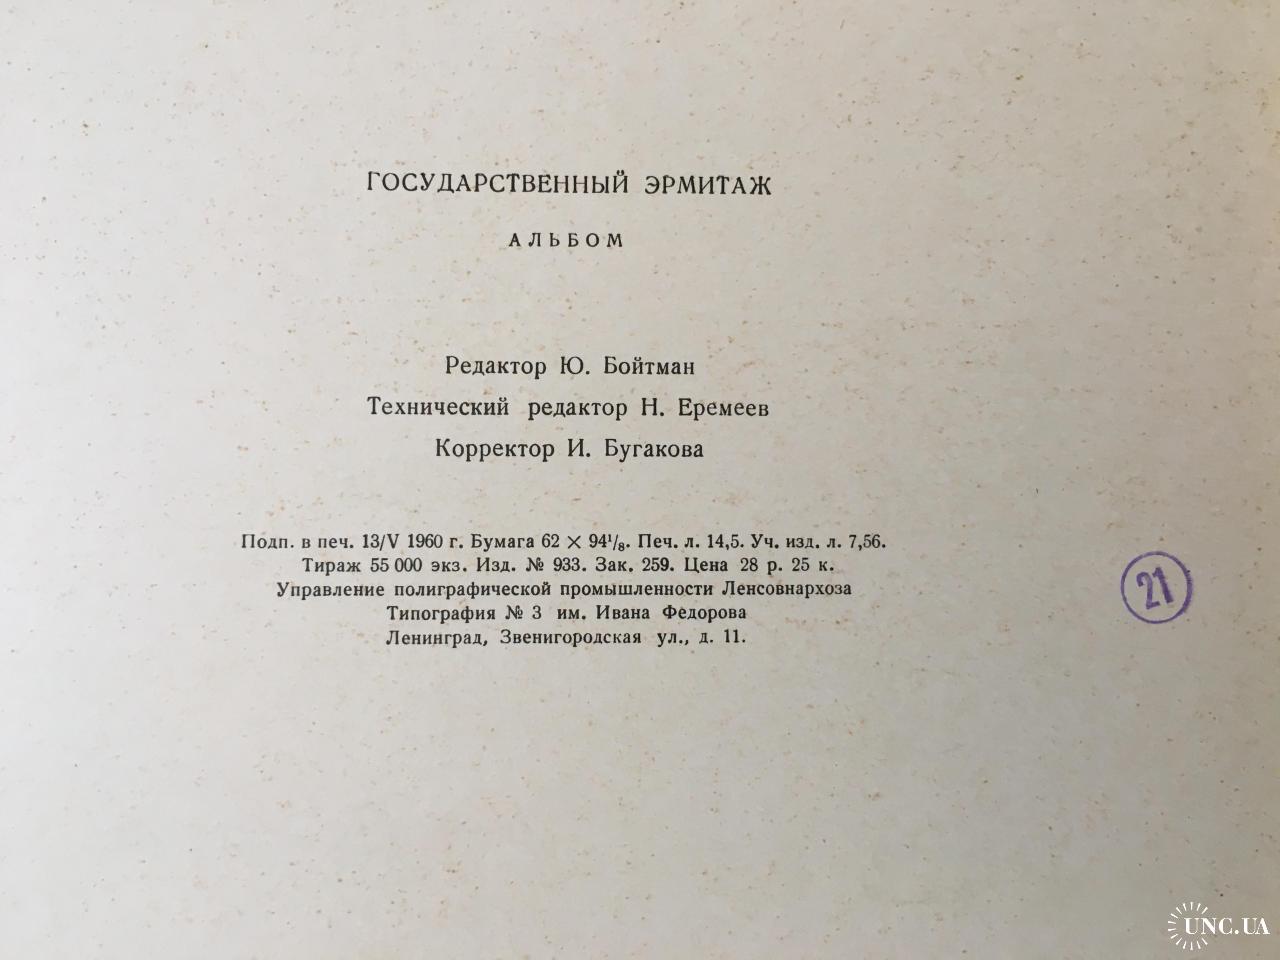 ГОСУДАРСТВЕННЫЙ ЭРМИТАЖ
АЛЬБОМ
Редактор Ю. Бойтман
Технический редактор Н. Еремеев
Корректор И. Бугакова
Подп. в печ. 13/V 1960 г. Бумага 62 × 94¹/₈. Печ. л. 14,5. Уч. изд. л. 7,56.
Тираж 55 000 экз. Изд. № 933. Зак. 259. Цена 28 р. 25 к.
Управление полиграфической промышленности Ленсовнархоза
Типография № 3 им. Ивана Федорова
Ленинград, Звенигородская ул., д. 11.
21
UNC.UA